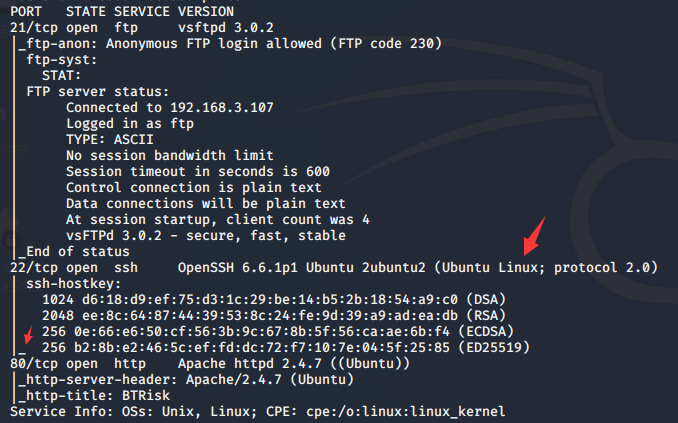 PORT   STATE SERVICE VERSION
21/tcp open  ftp     vsftpd 3.0.2
|_ftp-anon: Anonymous FTP login allowed (FTP code 230)
| ftp-syst:
|   STAT:
| FTP server status:
|      Connected to 192.168.3.107
|      Logged in as ftp
|      TYPE: ASCII
|      No session bandwidth limit
|      Session timeout in seconds is 600
|      Control connection is plain text
|      Data connections will be plain text
|      At session startup, client count was 4
|      vsFTPd 3.0.2 - secure, fast, stable
|_End of status
22/tcp open  ssh     OpenSSH 6.6.1p1 Ubuntu 2ubuntu2 (Ubuntu Linux; protocol 2.0)
| ssh-hostkey:
|   1024 d6:18:d9:ef:75:d3:1c:29:be:14:b5:2b:18:54:a9:c0 (DSA)
|   2048 ee:8c:64:87:44:39:53:8c:24:fe:9d:39:a9:ad:ea:db (RSA)
|   256 0e:66:e6:50:cf:56:3b:9c:67:8b:5f:56:ca:ae:6b:f4 (ECDSA)
|_  256 b2:8b:e2:46:5c:ef:fd:dc:72:f7:10:7e:04:5f:25:85 (ED25519)
80/tcp open  http    Apache httpd 2.4.7 ((Ubuntu))
|_http-server-header: Apache/2.4.7 (Ubuntu)
|_http-title: BTRisk
Service Info: OSs: Unix, Linux; CPE: cpe:/o:linux:linux_kernel